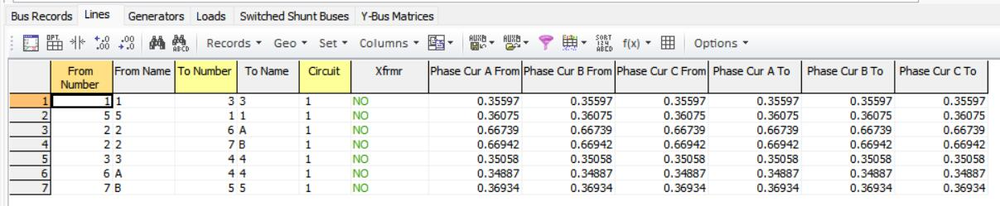 Bus Records Lines Generators Loads Switched Shunt Buses Y-Bus Matrices
OPT. .0 .00 ABCD Records Geo Set Columns AUXB AUXB SORT 124 ABCD f(x) Options
From Number From Name To Number To Name Circuit Xfrmr Phase Cur A From Phase Cur B From Phase Cur C From Phase Cur A To Phase Cur B To Phase Cur C To
1 1 1 3 3 1 NO 0.35597 0.35597 0.35597 0.35597 0.35597 0.35597
2 5 5 1 1 1 NO 0.36075 0.36075 0.36075 0.36075 0.36075 0.36075
3 2 2 6 A 1 NO 0.66739 0.66739 0.66739 0.66739 0.66739 0.66739
4 2 2 7 B 1 NO 0.66942 0.66942 0.66942 0.66942 0.66942 0.66942
5 3 3 4 4 1 NO 0.35058 0.35058 0.35058 0.35058 0.35058 0.35058
6 6 A 4 4 1 NO 0.34887 0.34887 0.34887 0.34887 0.34887 0.34887
7 7 B 5 5 1 NO 0.36934 0.36934 0.36934 0.36934 0.36934 0.36934